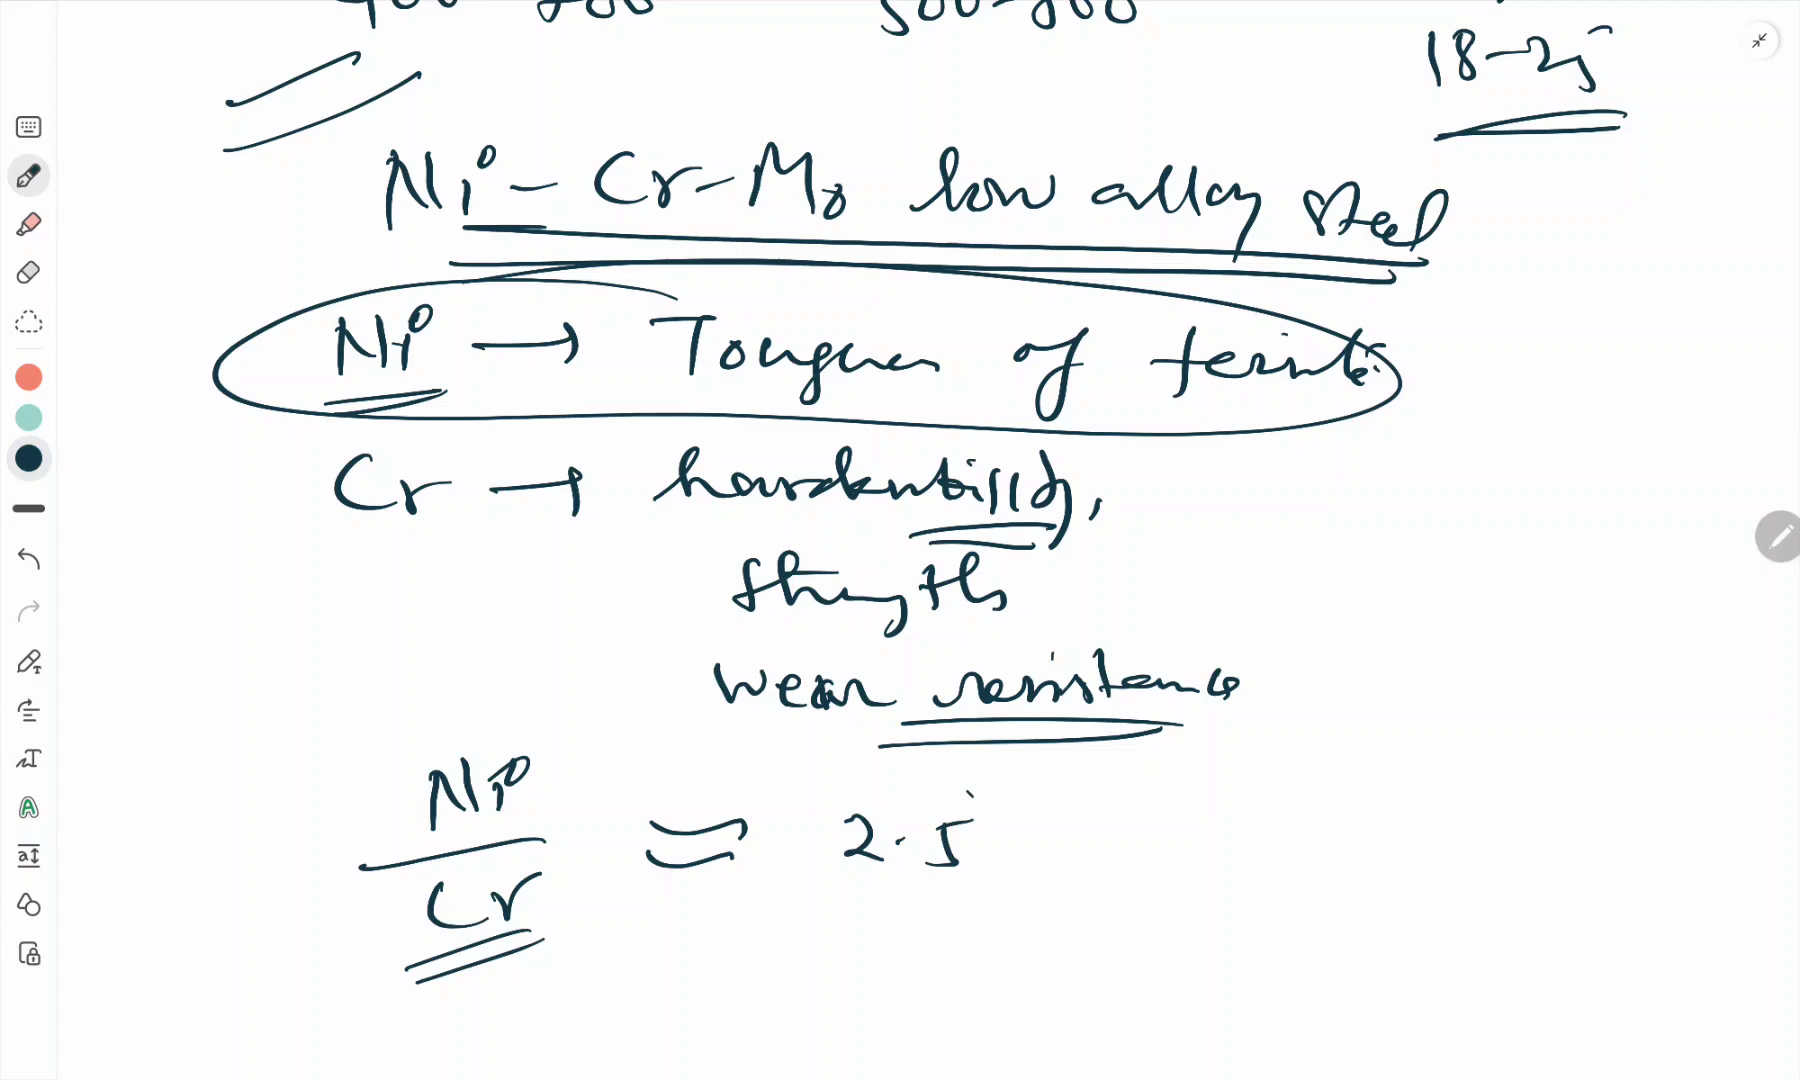 18-25
Ni - Cr - Mo low alloy steel
Ni → Toughness of ferrite
Cr → hardenability,
strength
wear resistance
Ni
Cr = 2.5